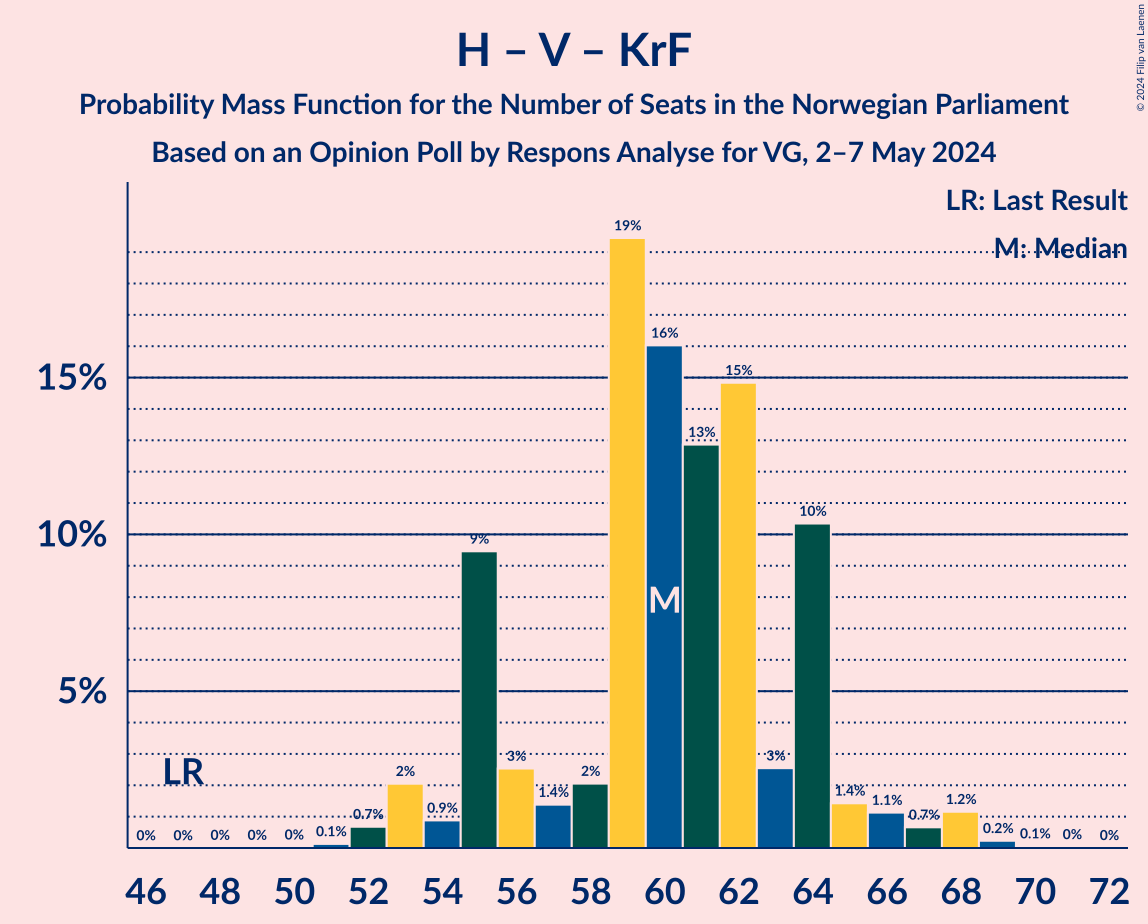 H – V – KrF
Probability Mass Function for the Number of Seats in the Norwegian Parliament
Based on an Opinion Poll by Respons Analyse for VG, 2–7 May 2024
© 2024 Filip van Laenen
LR: Last Result
M: Median
19%
16%
15%
15%
13%
10%
10%
9%
M
5%
3%
3%
LR
2%
2%
1.4%
1.4%
1.1%
1.2%
0.9%
0.7%
0.7%
0% 0% 0% 0% 0% 0.1% 0.2% 0.1% 0% 0%
46 48 50 52 54 56 58 60 62 64 66 68 70 72